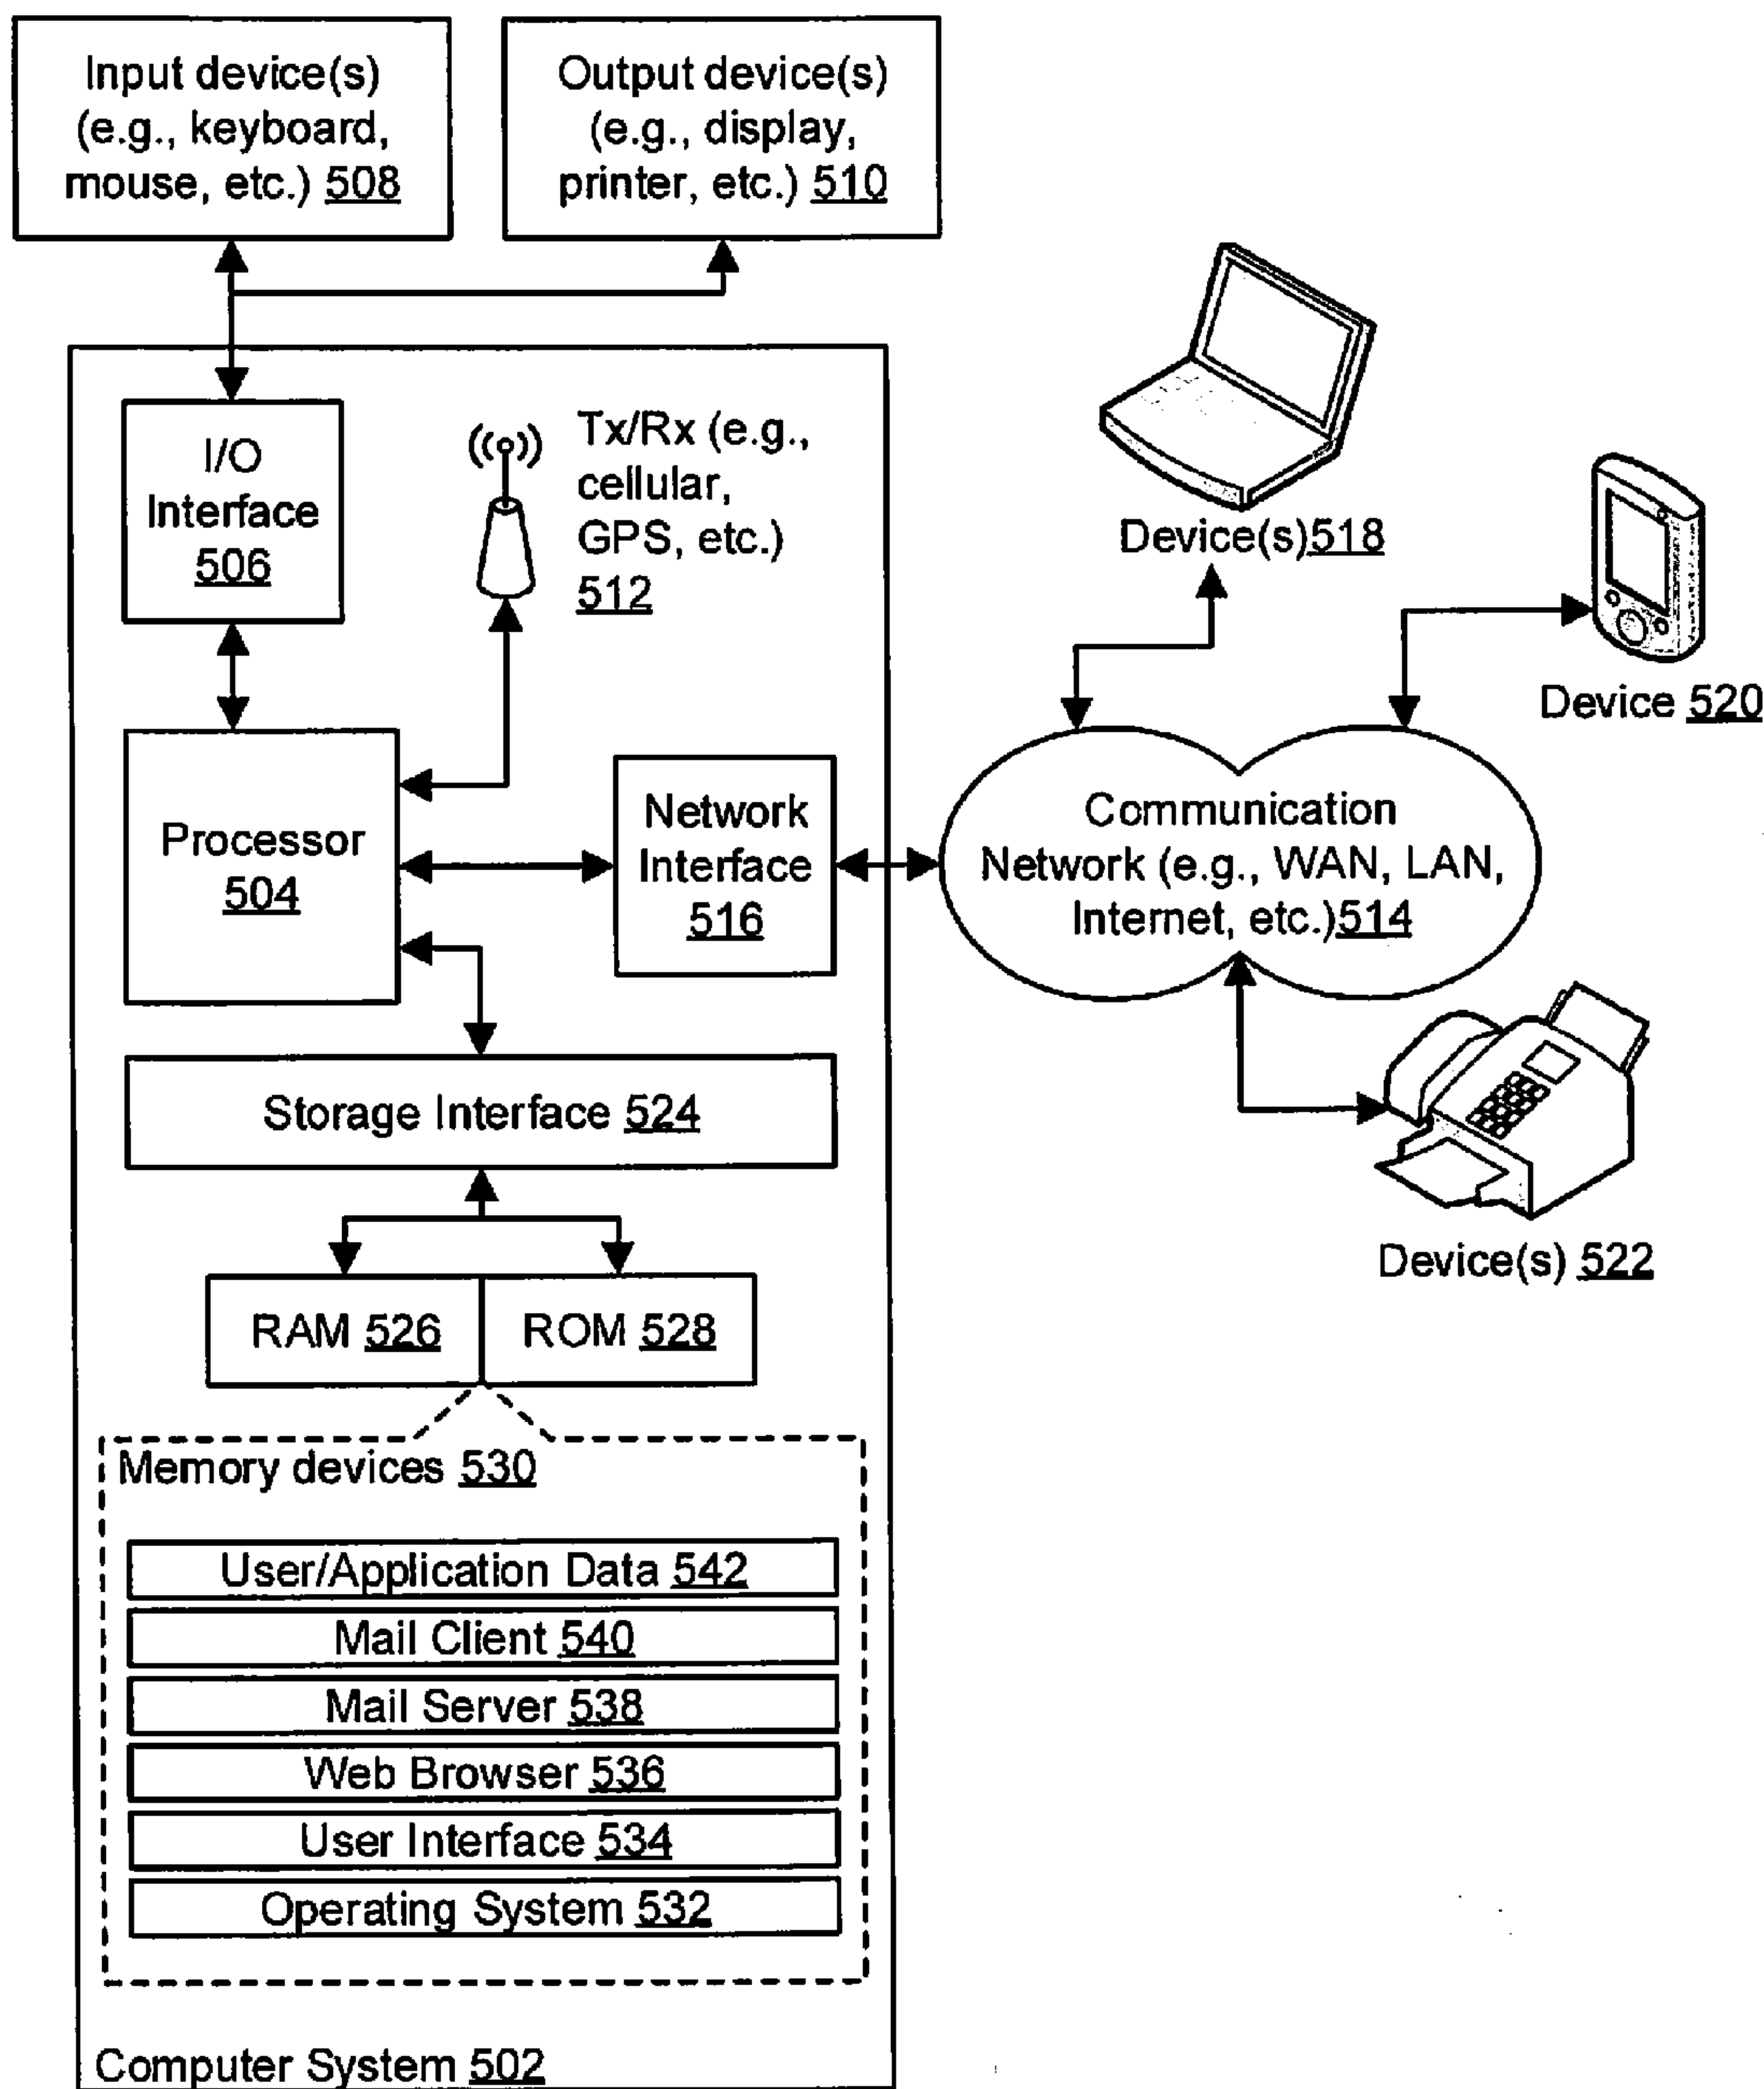 Input device(s)
(e.g., keyboard,
mouse, etc.) 508
Output device(s)
(e.g., display,
printer, etc.) 510
I/O
Interface
506
Tx/Rx (e.g.,
cellular,
GPS, etc.)
512
Device(s)518
Device 520
Processor
504
Network
Interface
516
Communication
Network (e.g., WAN, LAN,
Internet, etc.)514
Storage Interface 524
Device(s) 522
RAM 526
ROM 528
Memory devices 530
User/Application Data 542
Mail Client 540
Mail Server 538
Web Browser 536
User Interface 534
Operating System 532
Computer System 502